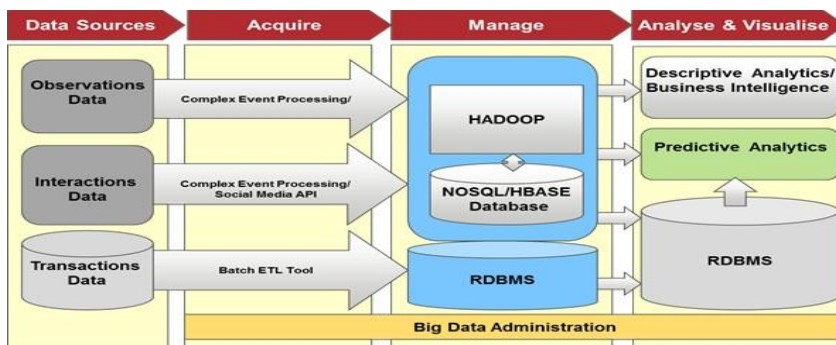 Data Sources
Acquire
Manage
Analyse & Visualise
Observations
Data
Complex Event Processing/
HADOOP
Descriptive Analytics/
Business Intelligence
Predictive Analytics
Interactions
Data
Complex Event Processing/
Social Media API
NOSQL/HBASE
Database
Transactions
Data
Batch ETL Tool
RDBMS
RDBMS
Big Data Administration